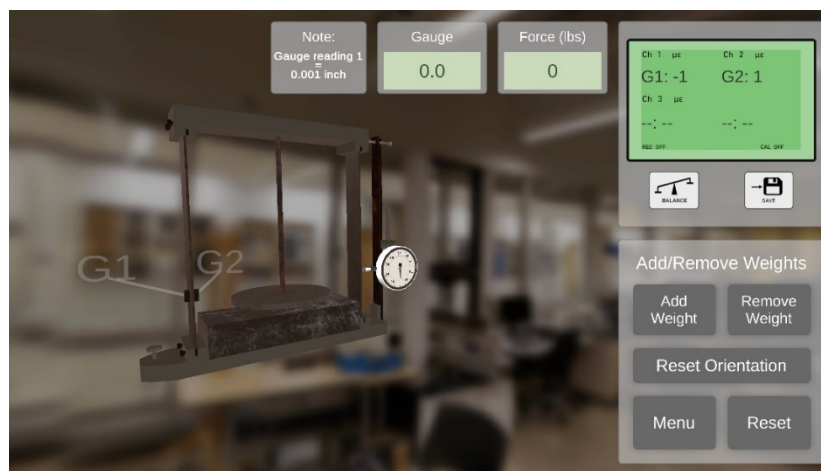 Note:
Gauge reading 1
=
0.001 inch
Gauge
0.0
Force (lbs)
0
Ch 1 µε
Ch 2 µε
G1: -1
G2: 1
Ch 3 µε
--: --
--: --
REC OFF
CAL OFF
BALANCE
SAVE
G1
G2
Add/Remove Weights
Add
Weight
Remove
Weight
Reset Orientation
Menu
Reset